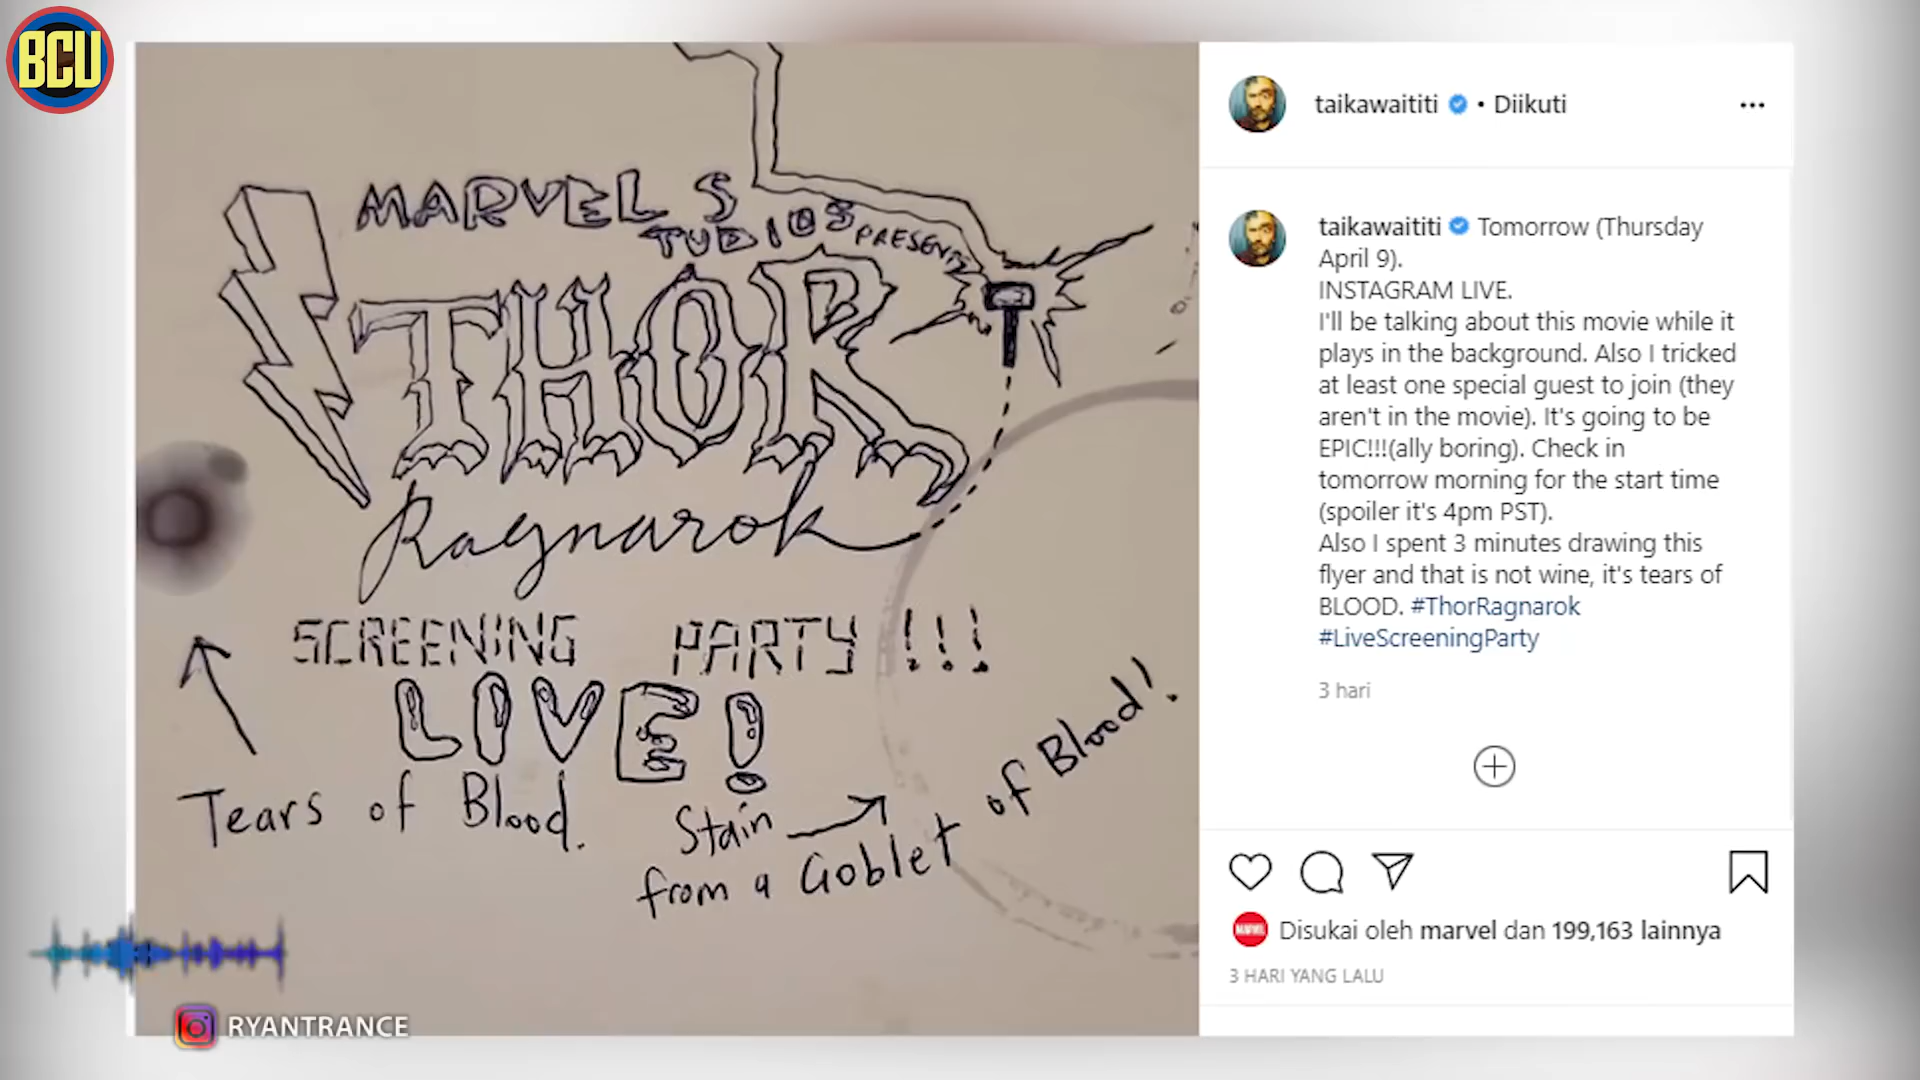 BCU
MARVEL S
TUDIOS PRESENTS
THOR
Ragnarok
SCREENING PARTY !!!
LIVE!
Tears of Blood.
Stain
from a Goblet of Blood!
taikawaititi • Diikuti
taikawaititi Tomorrow (Thursday
April 9).
INSTAGRAM LIVE.
I'll be talking about this movie while it
plays in the background. Also I tricked
at least one special guest to join (they
aren't in the movie). It's going to be
EPIC!!!(ally boring). Check in
tomorrow morning for the start time
(spoiler it's 4pm PST).
Also I spent 3 minutes drawing this
flyer and that is not wine, it's tears of
BLOOD. #ThorRagnarok
#LiveScreeningParty
3 hari
MARVEL
Disukai oleh marvel dan 199,163 lainnya
3 HARI YANG LALU
RYANTRANCE